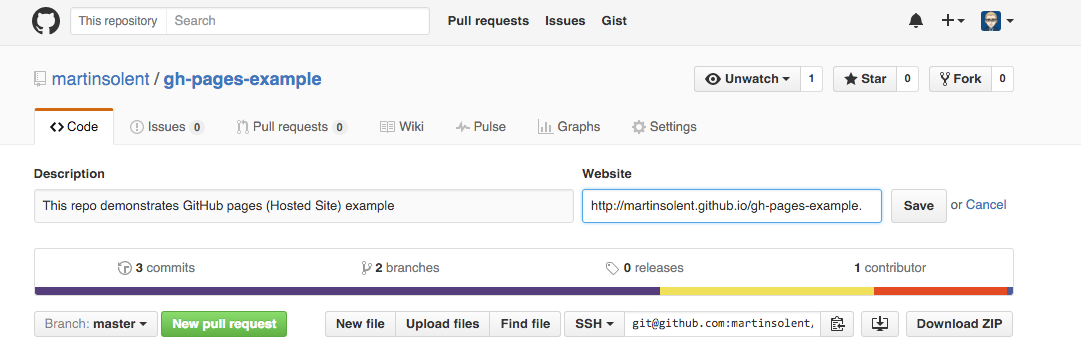 This repository Search Pull requests Issues Gist
martinsolent / gh-pages-example Unwatch 1 Star 0 Fork 0
Code Issues 0 Pull requests 0 Wiki Pulse Graphs Settings
Description Website
This repo demonstrates GitHub pages (Hosted Site) example http://martinsolent.github.io/gh-pages-example. Save or Cancel
3 commits 2 branches 0 releases 1 contributor
Branch: master New pull request New file Upload files Find file SSH git@github.com:martinsolent/ Download ZIP